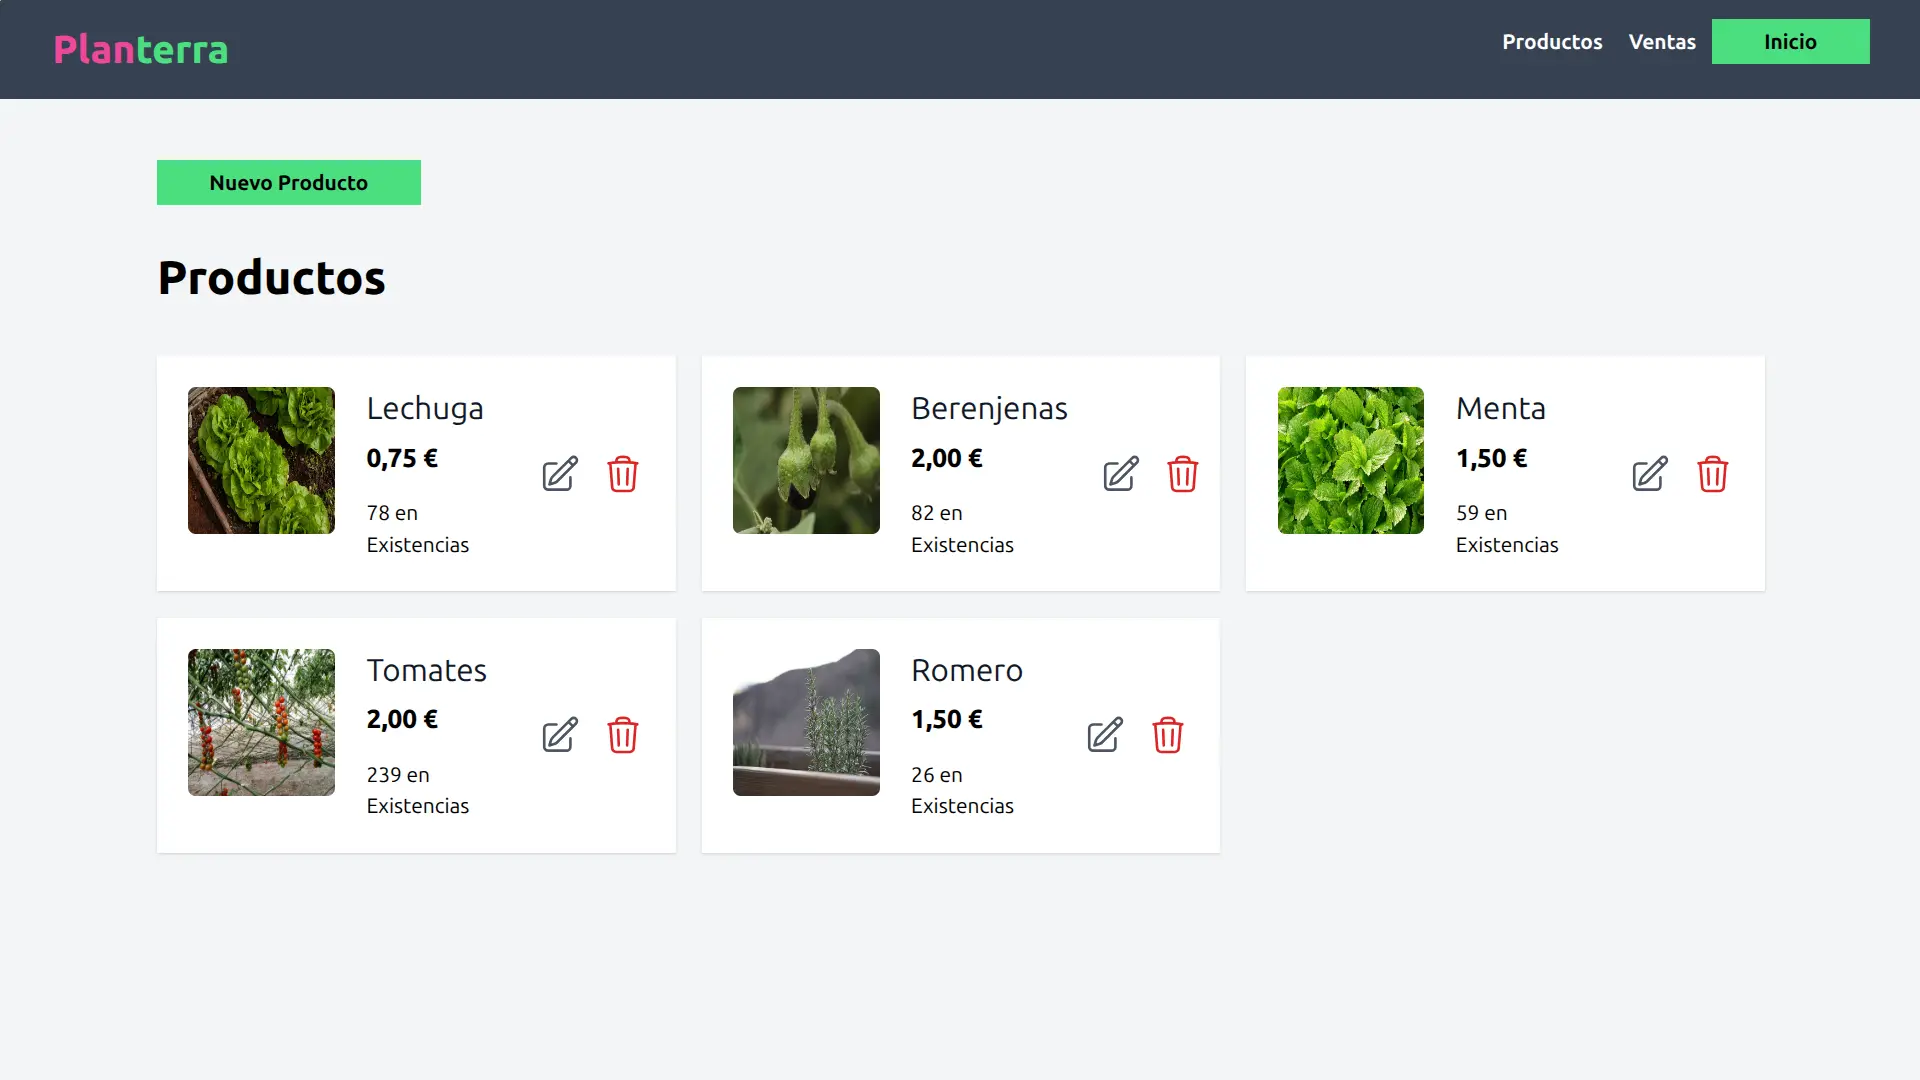 Planterra
Productos
Ventas
Inicio
Nuevo Producto
Productos
Lechuga
0,75 €
78 en
Existencias
Berenjenas
2,00 €
82 en
Existencias
Menta
1,50 €
59 en
Existencias
Tomates
2,00 €
239 en
Existencias
Romero
1,50 €
26 en
Existencias